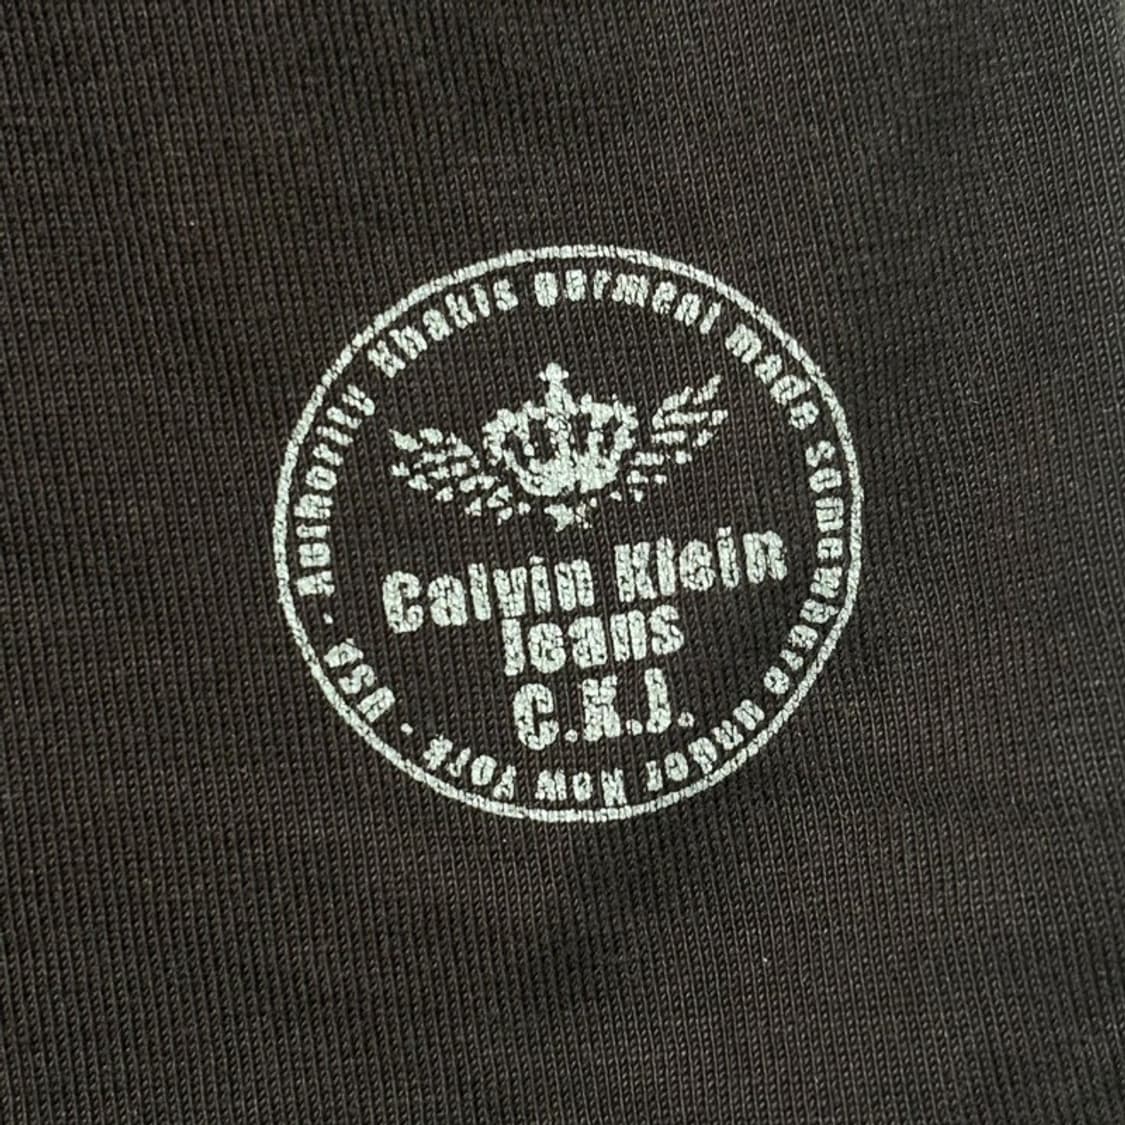 Authority Khakis garment made somewhere under New York - USA -
Calvin Klein
Jeans
C.K.J.